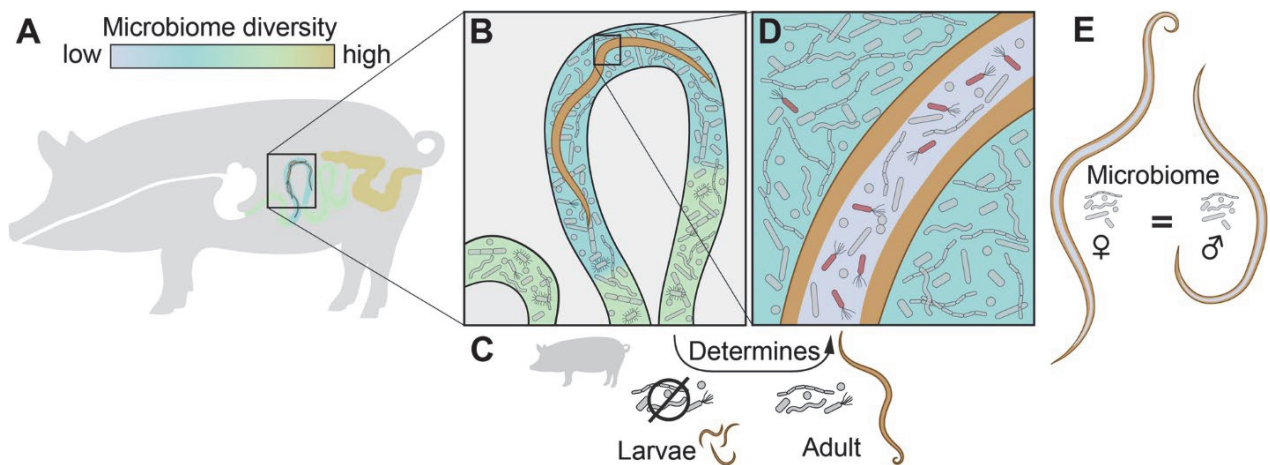 A
Microbiome diversity
low
high
B
D
E
Microbiome
♀ = ♂
C
Determines
Larvae
Adult